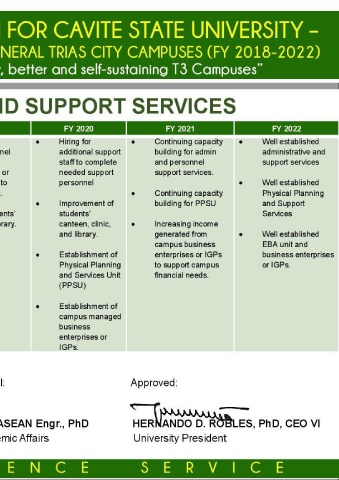 FOR CAVITE STATE UNIVERSITY –
NERAL TRIAS CITY CAMPUSES (FY 2018-2022)
, better and self-sustaining T3 Campuses”
ND SUPPORT SERVICES
FY 2020 FY 2021 FY 2022
nel
or
to
ents'
rary.
• Hiring for
additional support
staff to complete
needed support
personnel
• Improvement of
students'
canteen, clinic,
and library.
• Establishment of
Physical Planning
and Services Unit
(PPSU)
• Establishment of
campus managed
business
enterprises or
IGPs.
• Continuing capacity
building for admin
and personnel
support services.
• Continuing capacity
building for PPSU
• Increasing income
generated from
campus business
enterprises or IGPs
to support campus
financial needs.
• Well established
administrative and
support services
• Well established
Physical Planning
and Support
Services
• Well established
EBA unit and
business enterprises
or IGPs.
l: Approved:
ASEAN Engr., PhD HERNANDO D. ROBLES, PhD, CEO VI
emic Affairs University President
E N C E S E R V I C E